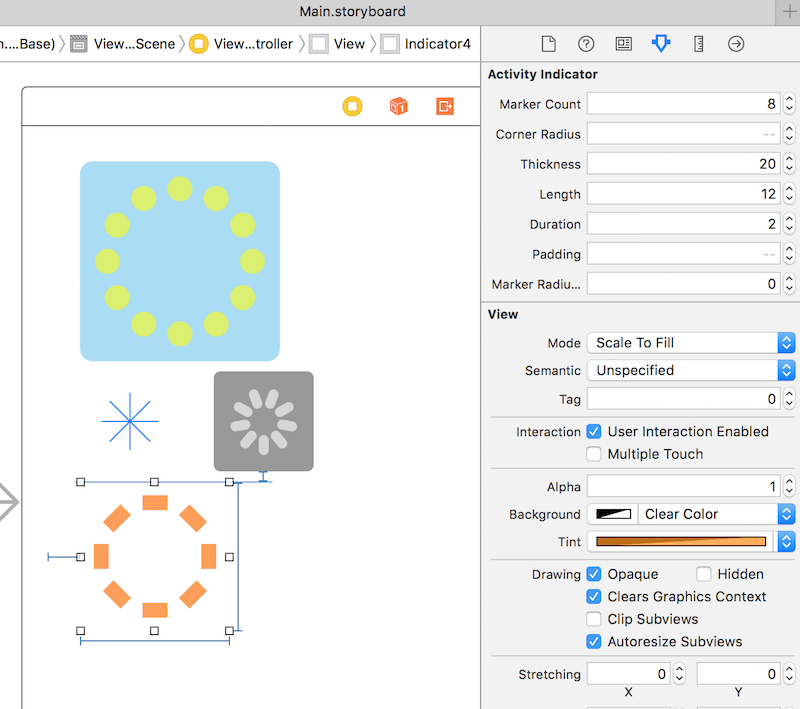 Main.storyboard
n....Base) View...Scene View...troller View Indicator4
Activity Indicator
Marker Count 8
Corner Radius --
Thickness 20
Length 12
Duration 2
Padding --
Marker Radiu... 0
View
Mode Scale To Fill
Semantic Unspecified
Tag 0
Interaction User Interaction Enabled
Multiple Touch
Alpha 1
Background Clear Color
Tint
Drawing Opaque Hidden
Clears Graphics Context
Clip Subviews
Autoresize Subviews
Stretching 0 0
X Y